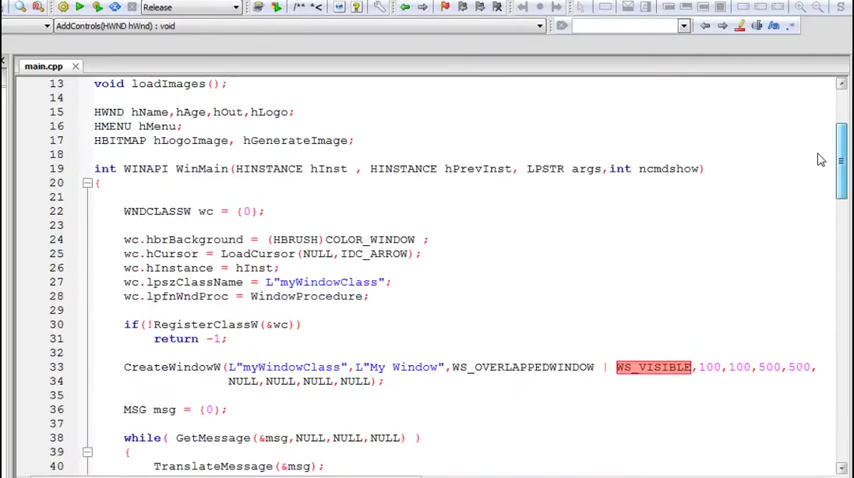 Release
/** *<
AddControls(HWND hWnd) : void
main.cpp
13 void loadImages();
14
15 HWND hName,hAge,hOut,hLogo;
16 HMENU hMenu;
17 HBITMAP hLogoImage, hGenerateImage;
18
19 int WINAPI WinMain(HINSTANCE hInst , HINSTANCE hPrevInst, LPSTR args,int ncmdshow)
20 {
21
22 WNDCLASSW wc = {0};
23
24 wc.hbrBackground = (HBRUSH)COLOR_WINDOW ;
25 wc.hCursor = LoadCursor(NULL,IDC_ARROW);
26 wc.hInstance = hInst;
27 wc.lpszClassName = L"myWindowClass";
28 wc.lpfnWndProc = WindowProcedure;
29
30 if(!RegisterClassW(&wc))
31 return -1;
32
33 CreateWindowW(L"myWindowClass",L"My Window",WS_OVERLAPPEDWINDOW | WS_VISIBLE,100,100,500,500,
34 NULL,NULL,NULL,NULL);
35
36 MSG msg = {0};
37
38 while( GetMessage(&msg,NULL,NULL,NULL) )
39 {
40 TranslateMessage(&msg);